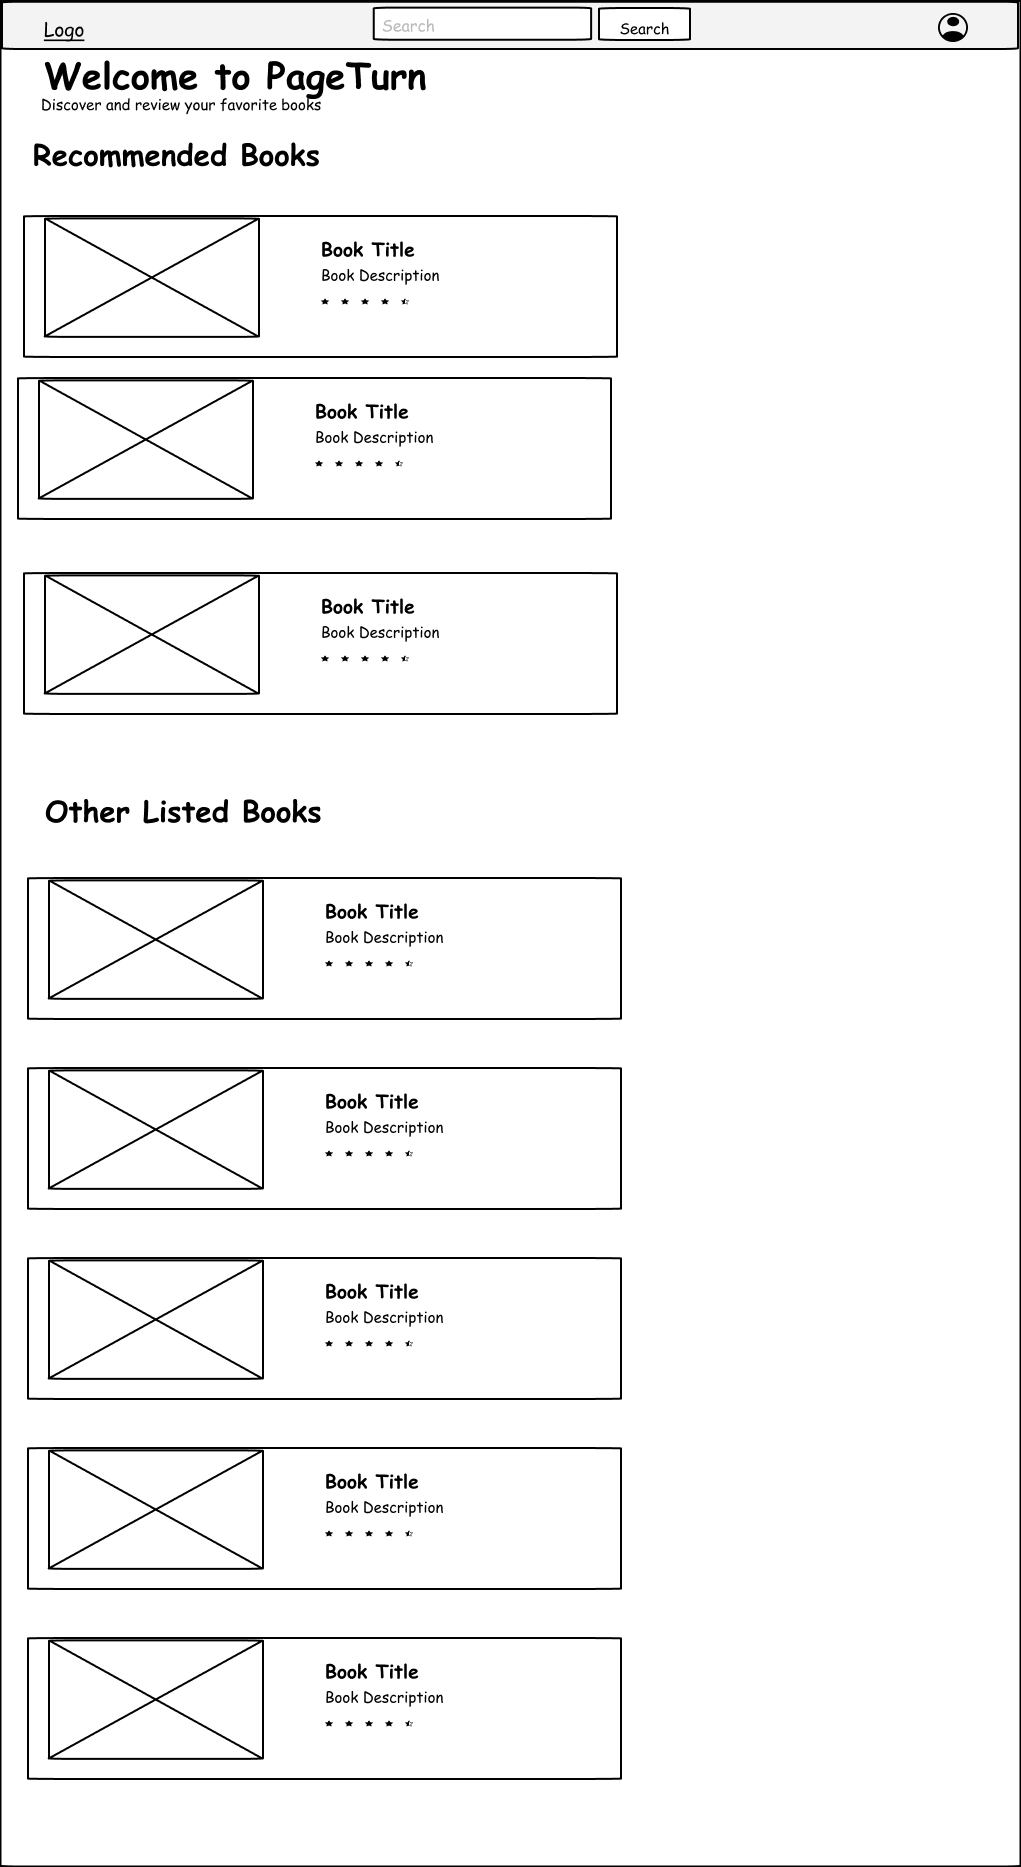 Logo
Search
Search
Welcome to PageTurn
Discover and review your favorite books
Recommended Books
Book Title
Book Description
Book Title
Book Description
Book Title
Book Description
Other Listed Books
Book Title
Book Description
Book Title
Book Description
Book Title
Book Description
Book Title
Book Description
Book Title
Book Description